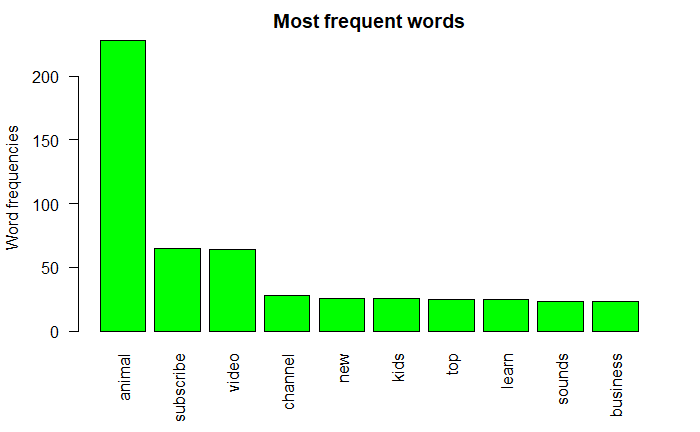 Most frequent words
Word frequencies
200
150
100
50
0
animal
subscribe
video
channel
new
kids
top
learn
sounds
business